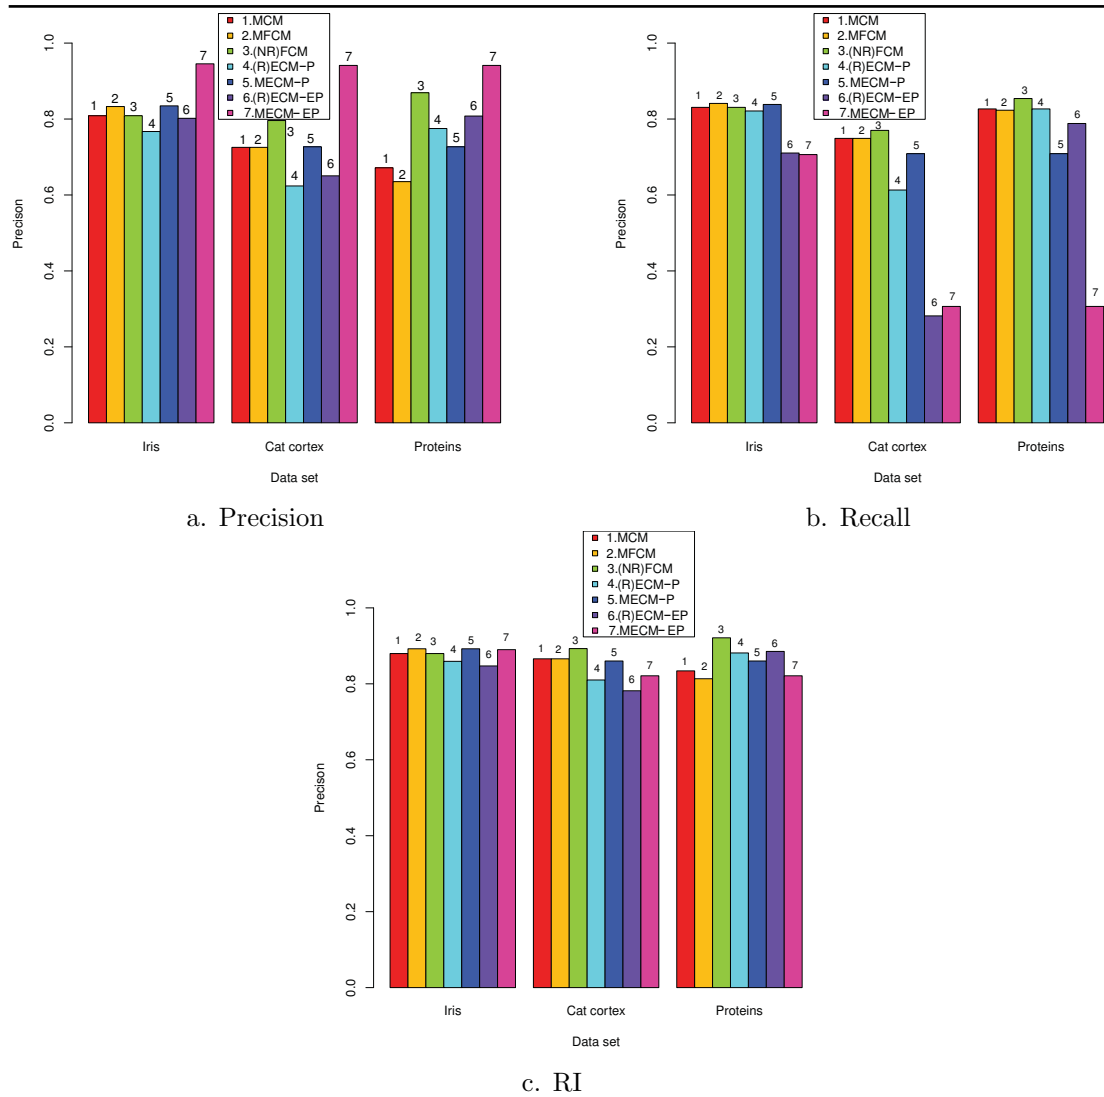 1.MCM
2.MFCM
3.(NR)FCM
4.(R)ECM−P
5.MECM−P
6.(R)ECM−EP
7.MECM−EP
Precison
0.0 0.2 0.4 0.6 0.8 1.0
1 2 3 4 5 6 7
1 2 3 4 5 6 7
1 2 3 4 5 6 7
Iris Cat cortex Proteins
Data set
a. Precision
1.MCM
2.MFCM
3.(NR)FCM
4.(R)ECM−P
5.MECM−P
6.(R)ECM−EP
7.MECM−EP
Precison
0.0 0.2 0.4 0.6 0.8 1.0
1 2 3 4 5 6 7
1 2 3 4 5 6 7
1 2 3 4 5 6 7
Iris Cat cortex Proteins
Data set
b. Recall
1.MCM
2.MFCM
3.(NR)FCM
4.(R)ECM−P
5.MECM−P
6.(R)ECM−EP
7.MECM−EP
Precison
0.0 0.2 0.4 0.6 0.8 1.0
1 2 3 4 5 6 7
1 2 3 4 5 6 7
1 2 3 4 5 6 7
Iris Cat cortex Proteins
Data set
c. RI